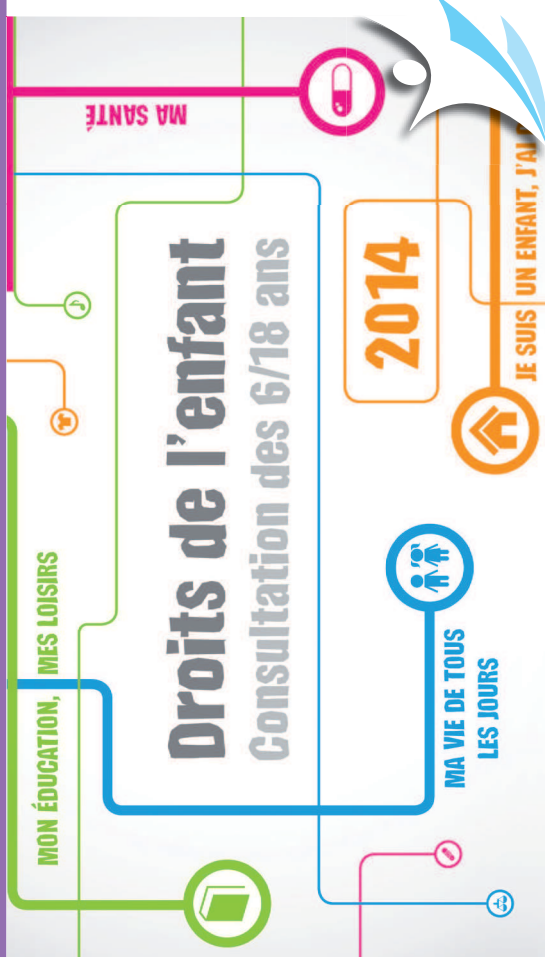 MA SANTÉ
MON ÉDUCATION, MES LOISIRS
Droits de l'enfant
Consultation des 6/18 ans
2014
MA VIE DE TOUS
LES JOURS
JE SUIS UN ENFANT, J'AI